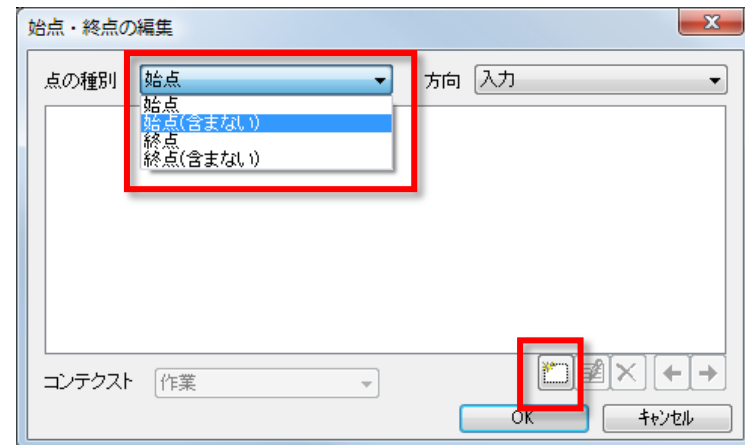 始点・終点の編集
点の種別 始点 方向 入力
始点
始点(含まない)
終点
終点(含まない)
コンテクスト 作業
OK キャンセル